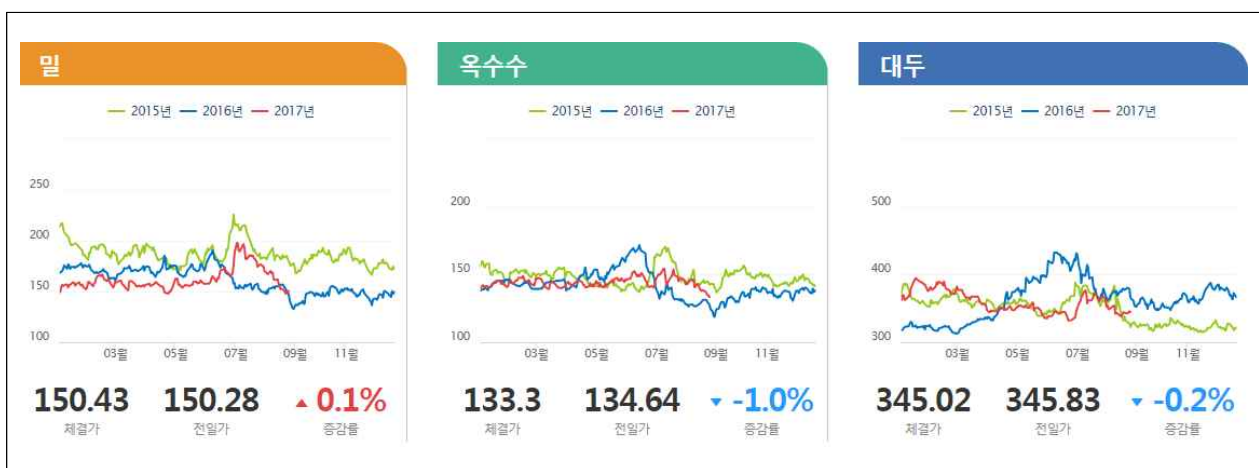 밀
2015년 2016년 2017년
250
200
150
100
03월 05월 07월 09월 11월
150.43 150.28 ▲ 0.1%
체결가 전일가 증감률
옥수수
2015년 2016년 2017년
200
150
100
03월 05월 07월 09월 11월
133.3 134.64 ▼ -1.0%
체결가 전일가 증감률
대두
2015년 2016년 2017년
500
400
300
03월 05월 07월 09월 11월
345.02 345.83 ▼ -0.2%
체결가 전일가 증감률